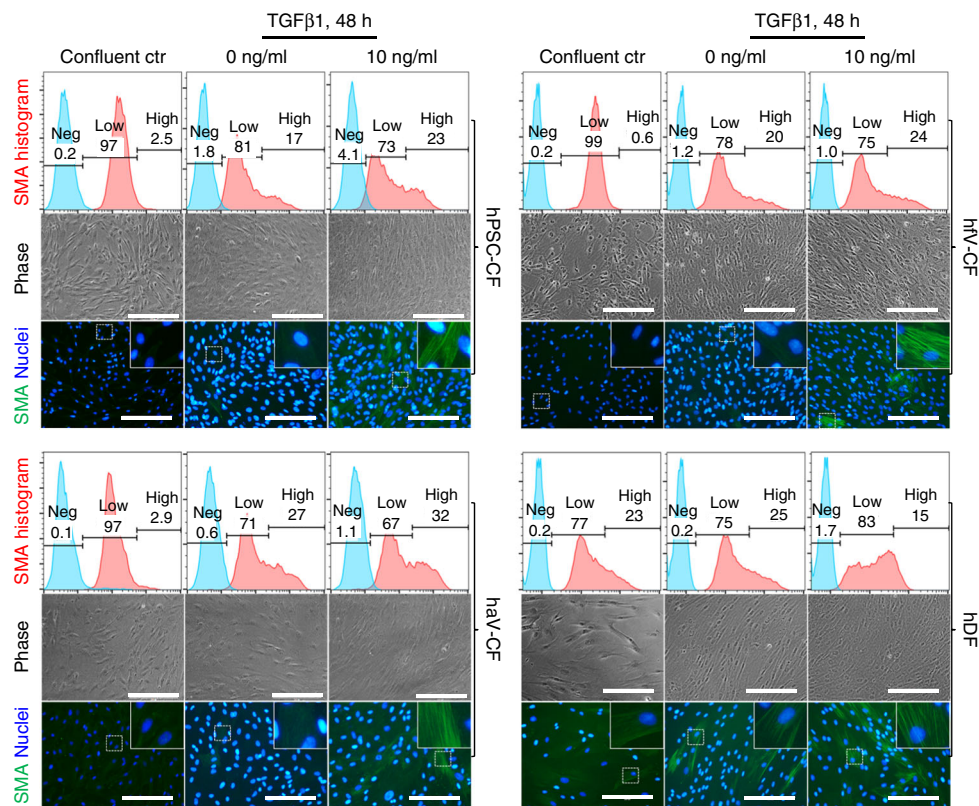 TGFβ1, 48 h
Confluent ctr 0 ng/ml 10 ng/ml
SMA histogram
Neg 0.2 Low 97 High 2.5
Neg 1.8 Low 81 High 17
Neg 4.1 Low 73 High 23
Phase
SMA Nuclei
hPSC-CF
TGFβ1, 48 h
Confluent ctr 0 ng/ml 10 ng/ml
Neg 0.2 Low 99 High 0.6
Neg 1.2 Low 78 High 20
Neg 1.0 Low 75 High 24
hfV-CF
SMA histogram
Neg 0.1 Low 97 High 2.9
Neg 0.6 Low 71 High 27
Neg 1.1 Low 67 High 32
Phase
SMA Nuclei
haV-CF
Neg 0.2 Low 77 High 23
Neg 0.2 Low 75 High 25
Neg 1.7 Low 83 High 15
hDF